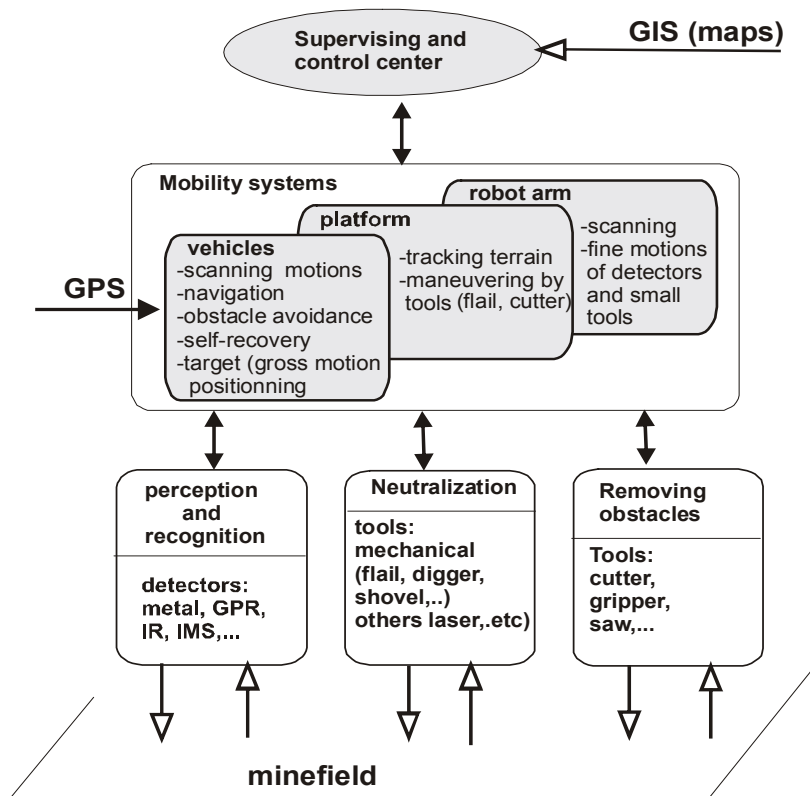 GIS (maps)
Supervising and
control center
Mobility systems
robot arm
-scanning
-fine motions
of detectors
and small
tools
platform
-tracking terrain
-maneuvering by
tools (flail, cutter)
vehicles
-scanning motions
-navigation
-obstacle avoidance
-self-recovery
-target (gross motion
positionning
GPS
perception
and
recognition
detectors:
metal, GPR,
IR, IMS,...
Neutralization
tools:
mechanical
(flail, digger,
shovel,..)
others laser,.etc)
Removing
obstacles
Tools:
cutter,
gripper,
saw,...
minefield